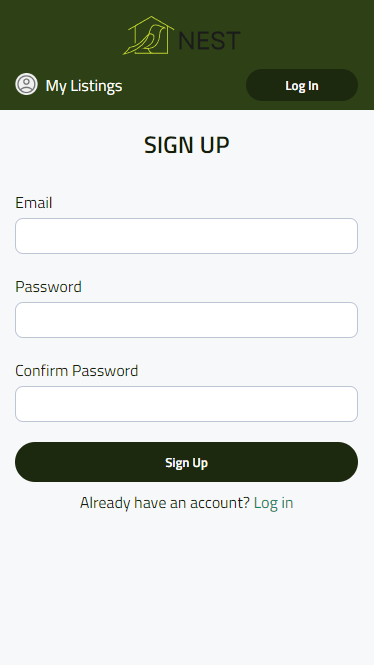 NEST
My Listings
Log In
SIGN UP
Email
Password
Confirm Password
Sign Up
Already have an account? Log in